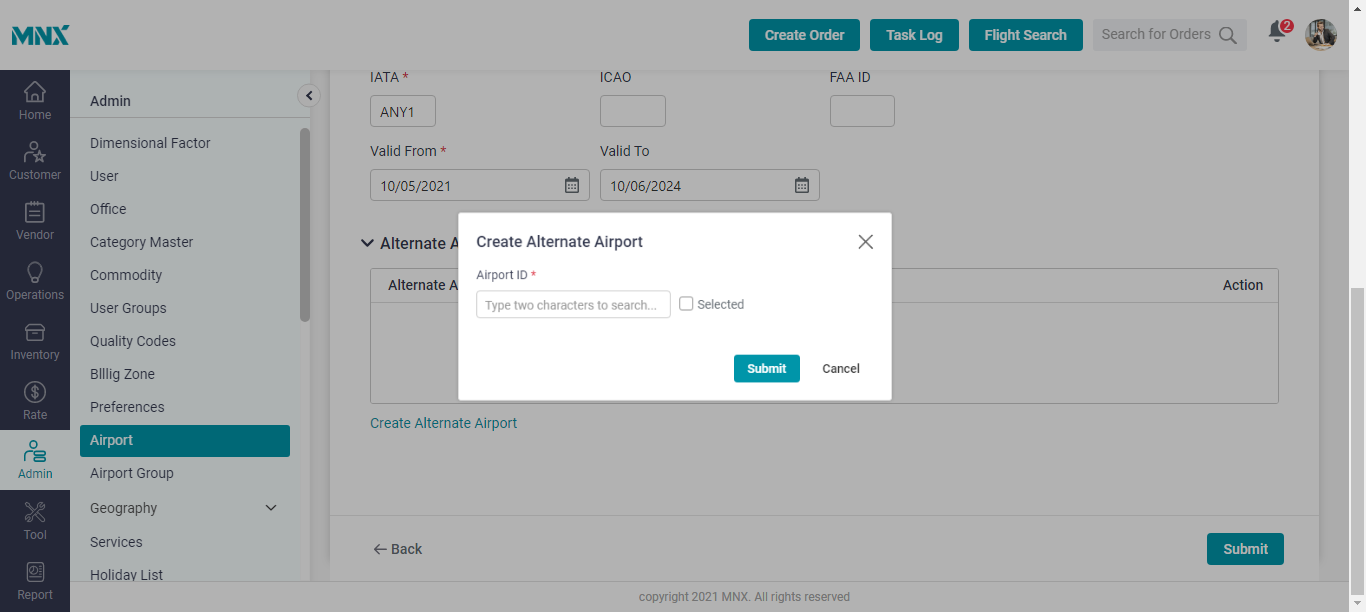 MNX
Create Order
Task Log
Flight Search
Search for Orders
2
Home
Customer
Vendor
Operations
Inventory
Rate
Admin
Tool
Report
Admin
Dimensional Factor
User
Office
Category Master
Commodity
User Groups
Quality Codes
Blllig Zone
Preferences
Airport
Airport Group
Geography
Services
Holiday List
IATA *
ICAO
FAA ID
ANY1
Valid From *
Valid To
10/05/2021
10/06/2024
Alternate A
Alternate A
Action
Create Alternate Airport
Airport ID *
Type two characters to search...
Selected
Submit
Cancel
Create Alternate Airport
Back
Submit
copyright 2021 MNX. All rights reserved